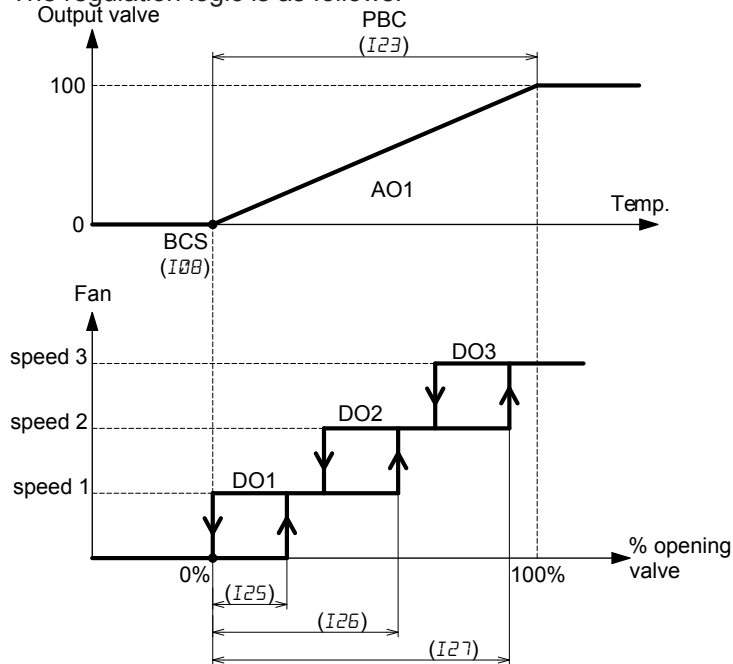 The regulation logic is as follows:
Output valve
PBC
(I23)
100
AO1
Temp.
0
BCS
(I08)
Fan
speed 3
DO3
speed 2
DO2
speed 1
DO1
% opening
valve
0%
100%
(I25)
(I26)
(I27)